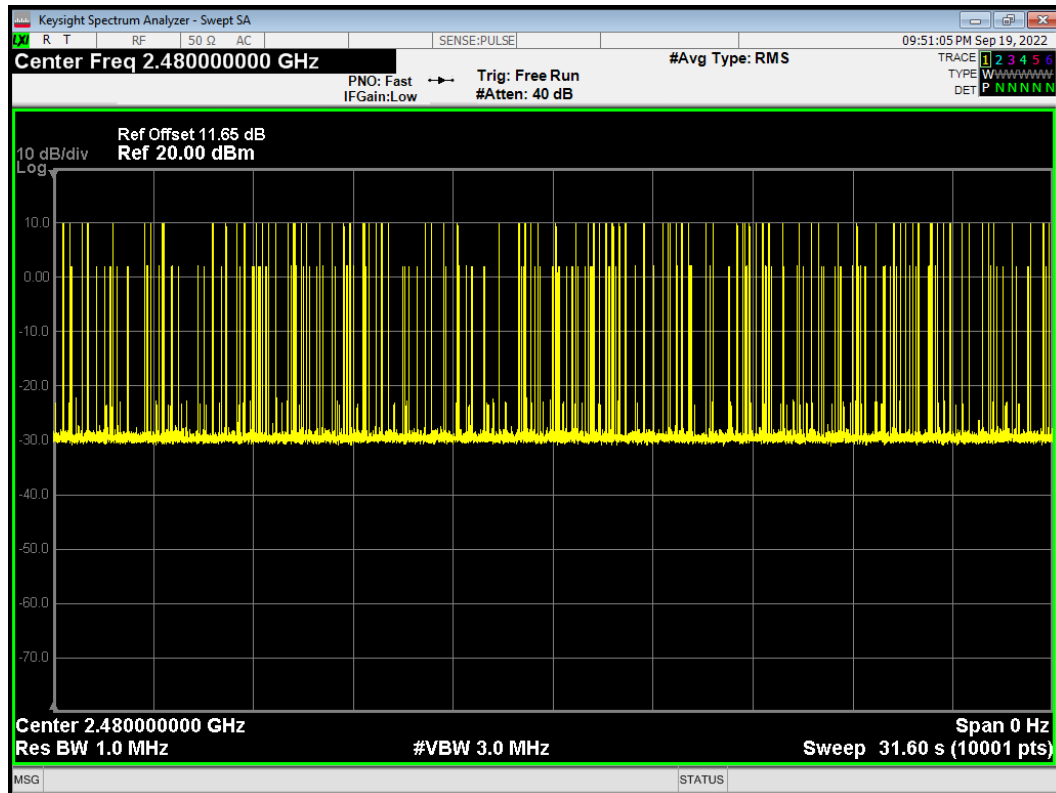 Keysight Spectrum Analyzer - Swept SA
LXI R T RF 50 Ω AC SENSE:PULSE 09:51:05 PM Sep 19, 2022
Center Freq 2.480000000 GHz #Avg Type: RMS TRACE 1 2 3 4 5 6
PNO: Fast Trig: Free Run TYPE WWWWWW
IFGain:Low #Atten: 40 dB DET P N N N N N
Ref Offset 11.65 dB
10 dB/div Ref 20.00 dBm
Log
10.0
0.00
-10.0
-20.0
-30.0
-40.0
-50.0
-60.0
-70.0
Center 2.480000000 GHz Span 0 Hz
Res BW 1.0 MHz #VBW 3.0 MHz Sweep 31.60 s (10001 pts)
MSG STATUS